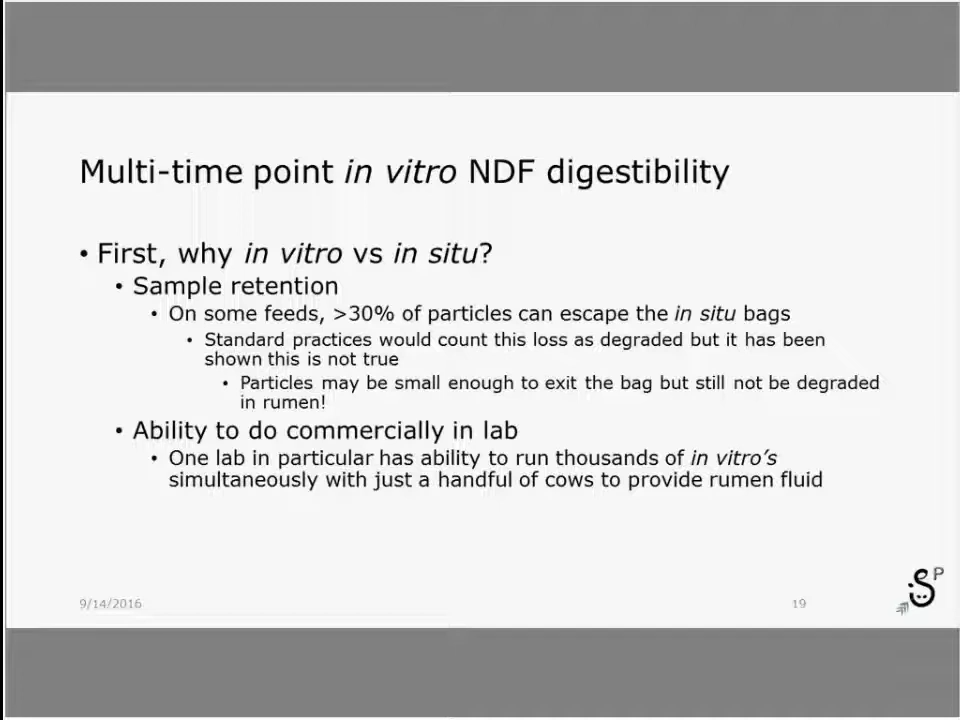 Multi-time point in vitro NDF digestibility
• First, why in vitro vs in situ?
• Sample retention
• On some feeds, >30% of particles can escape the in situ bags
• Standard practices would count this loss as degraded but it has been
shown this is not true
• Particles may be small enough to exit the bag but still not be degraded
in rumen!
• Ability to do commercially in lab
• One lab in particular has ability to run thousands of in vitro's
simultaneously with just a handful of cows to provide rumen fluid
9/14/2016
19
S P